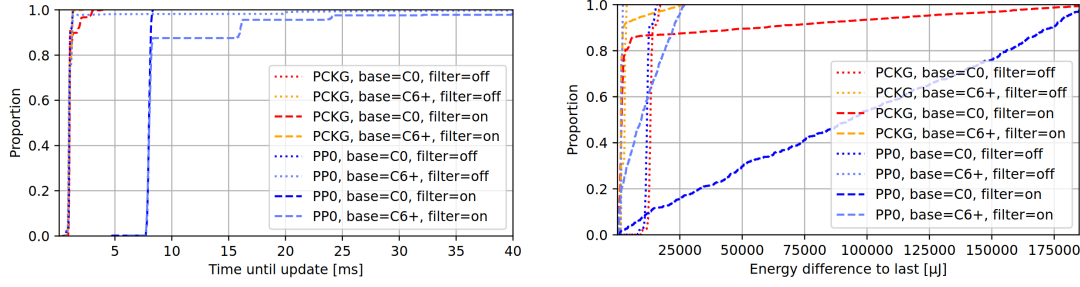 1.0
0.8
0.6
0.4
0.2
0.0
Proportion
0
5
10
15
20
25
30
35
40
Time until update [ms]
PCKG, base=C0, filter=off
PCKG, base=C6+, filter=off
PCKG, base=C0, filter=on
PCKG, base=C6+, filter=on
PP0, base=C0, filter=off
PP0, base=C6+, filter=off
PP0, base=C0, filter=on
PP0, base=C6+, filter=on
1.0
0.8
0.6
0.4
0.2
0.0
Proportion
25000
50000
75000
100000
125000
150000
175000
Energy difference to last [µJ]
PCKG, base=C0, filter=off
PCKG, base=C6+, filter=off
PCKG, base=C0, filter=on
PCKG, base=C6+, filter=on
PP0, base=C0, filter=off
PP0, base=C6+, filter=off
PP0, base=C0, filter=on
PP0, base=C6+, filter=on